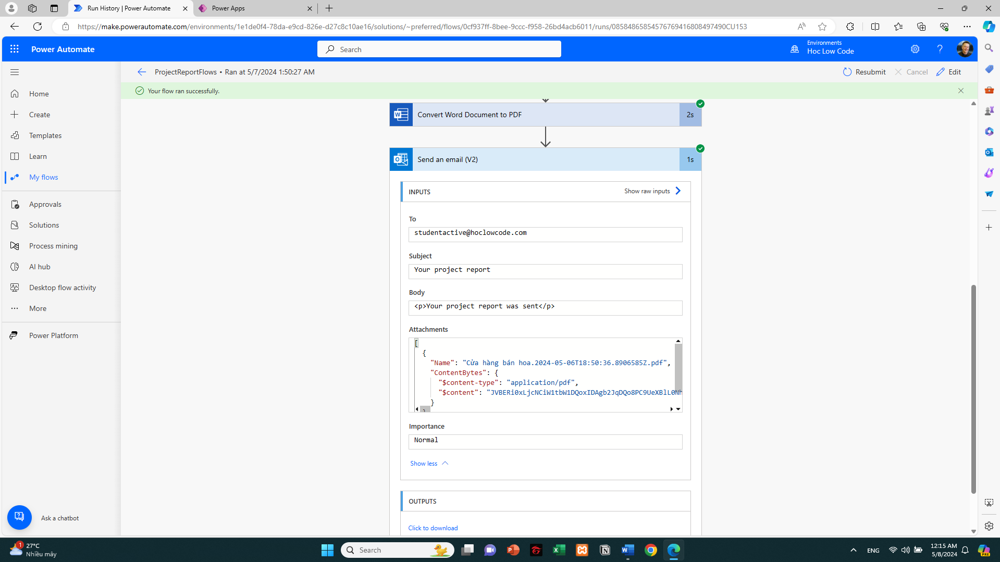 Run History | Power Automate
Power Apps
https://make.powerautomate.com/environments/1e1de0f4-78da-e9cd-826e-d27c8c10ae16/solutions/~preferred/flows/0cf937ff-8bee-9ccc-f958-26bd4acb6011/runs/08584865854576769416808497490CU153
Power Automate
Search
Environments
Hoc Low Code
ProjectReportFlows • Ran at 5/7/2024 1:50:27 AM
Resubmit
Cancel
Edit
Your flow ran successfully.
Home
Create
Templates
Learn
My flows
Approvals
Solutions
Process mining
AI hub
Desktop flow activity
More
Power Platform
Ask a chatbot
Convert Word Document to PDF
2s
Send an email (V2)
1s
INPUTS
Show raw inputs
To
studentactive@hoclowcode.com
Subject
Your project report
Body
<p>Your project report was sent</p>
Attachments
[
{
"Name": "Cửa hàng bán hoa.2024-05-06T18:50:36.8906585Z.pdf",
"ContentBytes": {
"$content-type": "application/pdf",
"$content": "JVBERi0xLjcNCiW1tbW1DQoxIDAgb2JqDQo8PC9UeXBlL0Nh
}
}
Importance
Normal
Show less
OUTPUTS
Click to download
1
27°C
Nhiều mây
Search
ENG
12:15 AM
5/8/2024
PRE